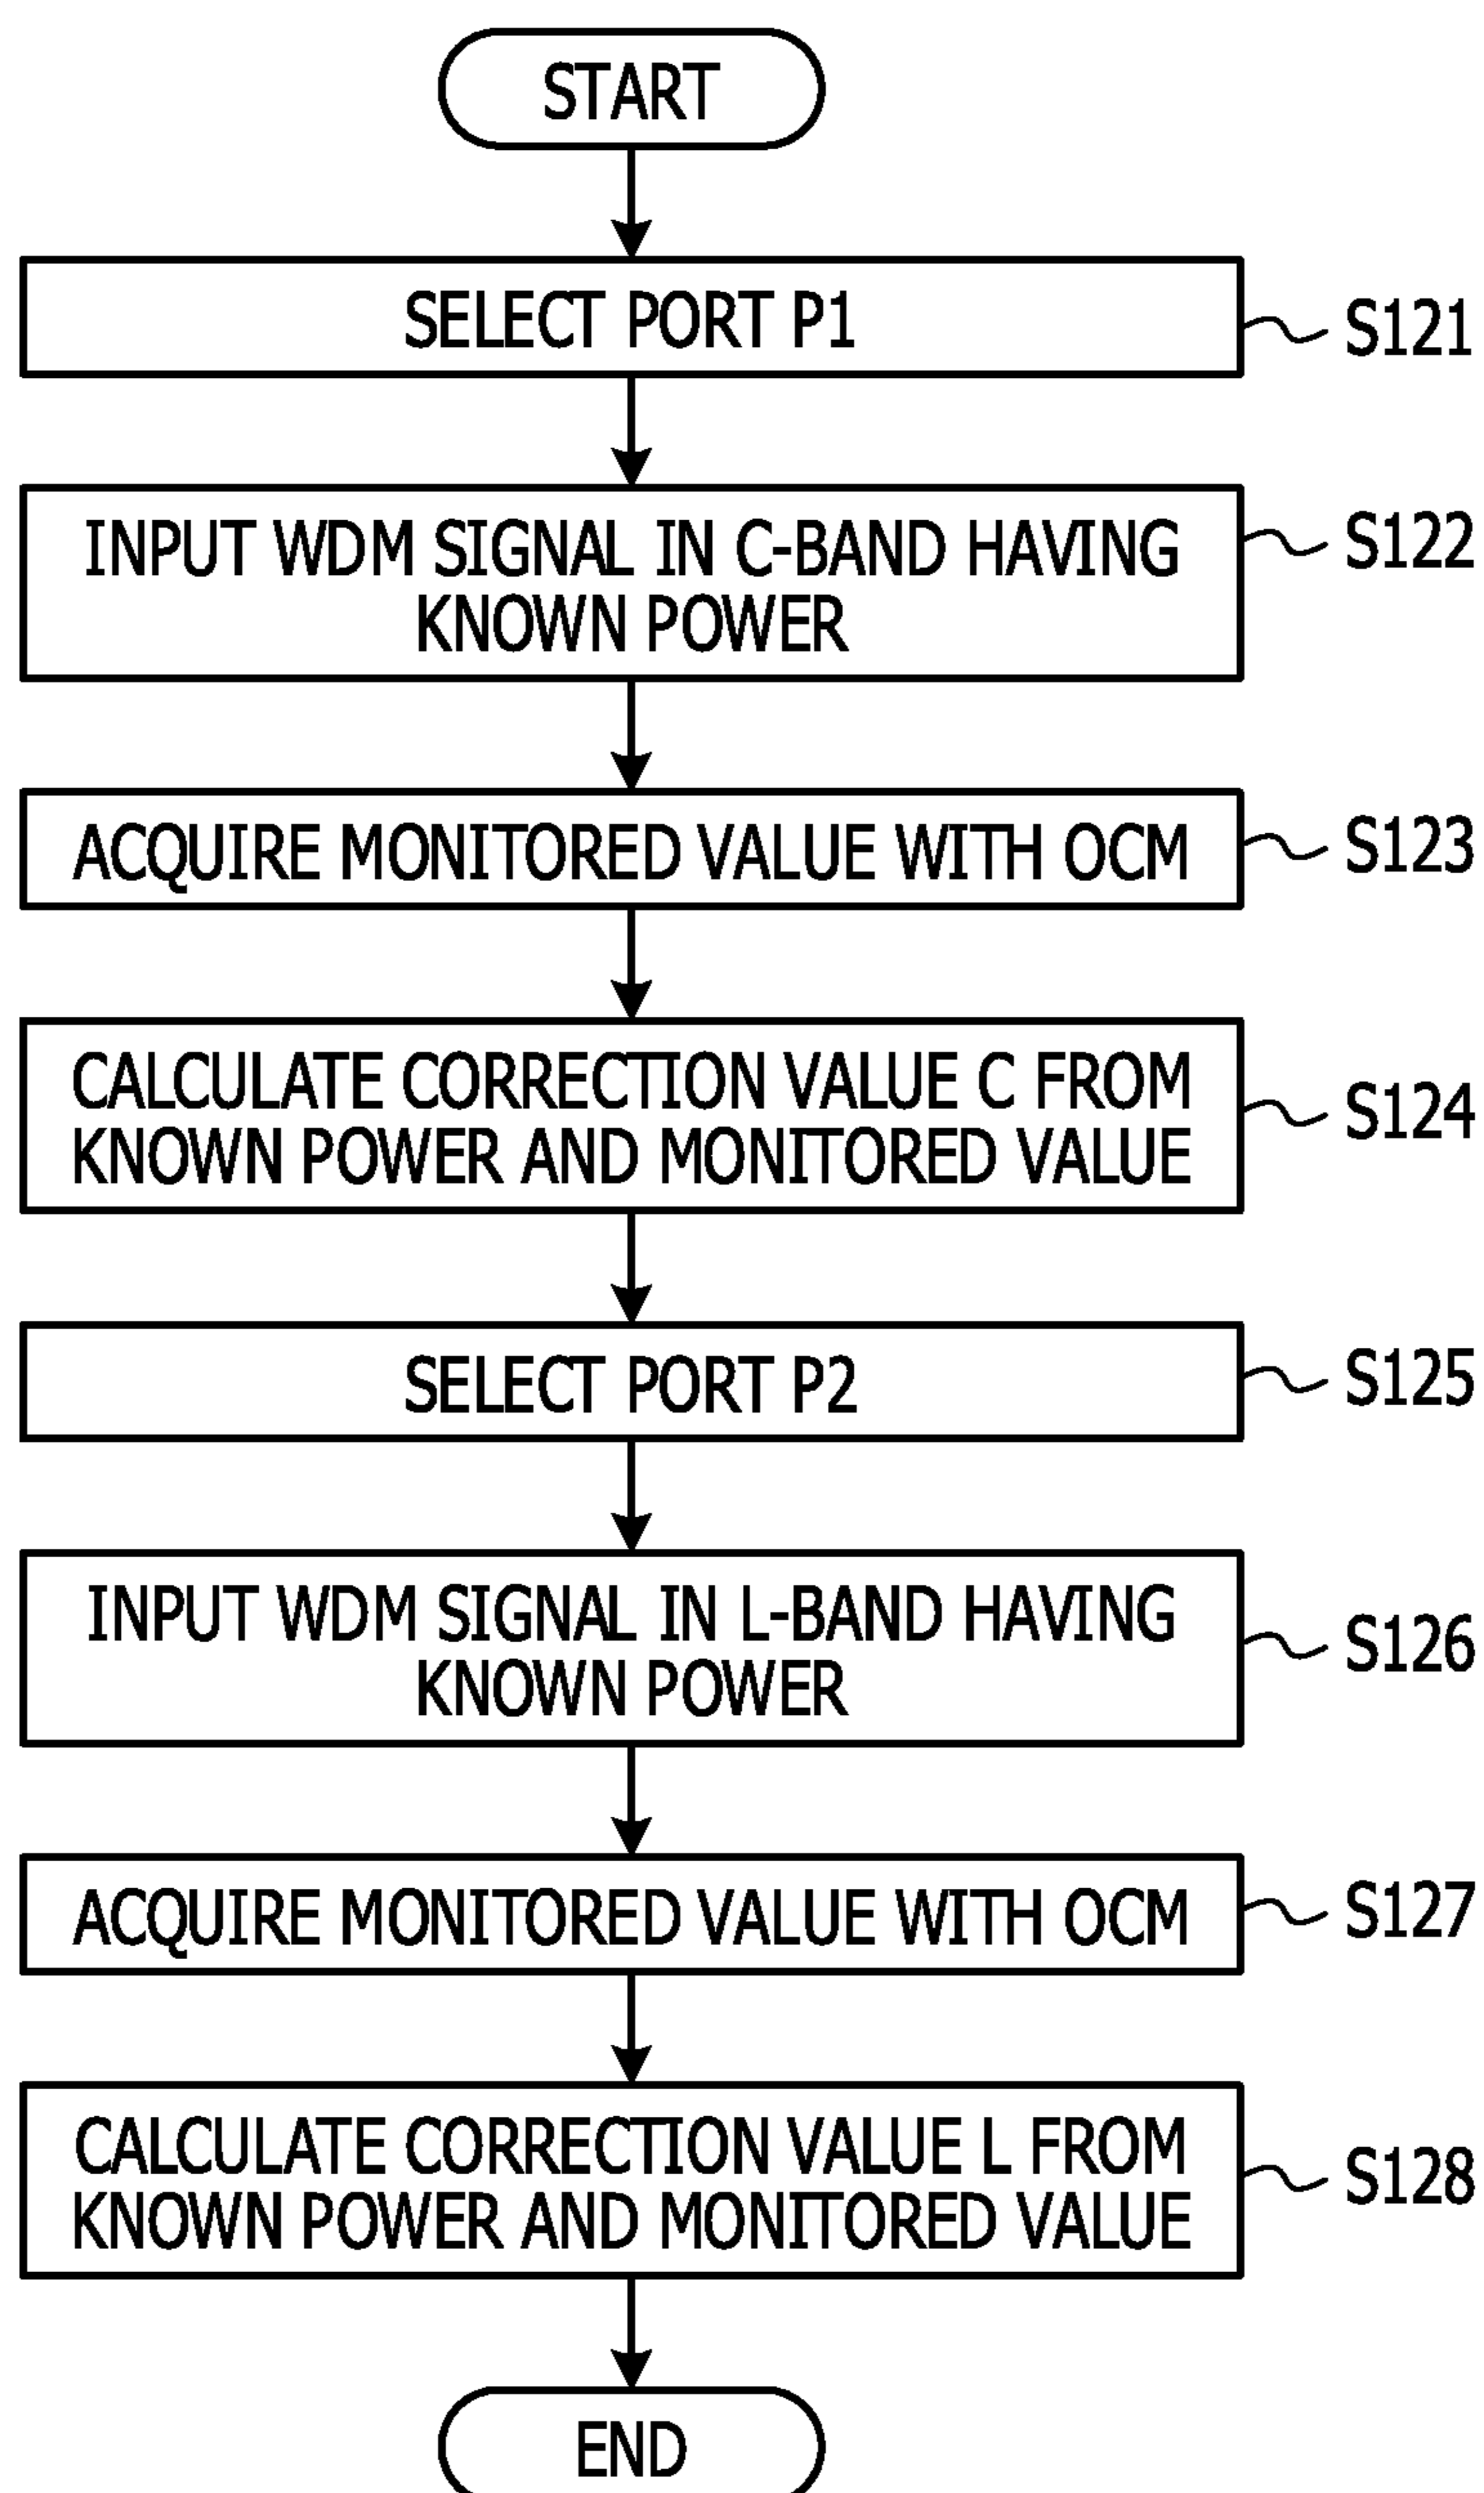 START
SELECT PORT P1
S121
INPUT WDM SIGNAL IN C-BAND HAVING
KNOWN POWER
S122
ACQUIRE MONITORED VALUE WITH OCM
S123
CALCULATE CORRECTION VALUE C FROM
KNOWN POWER AND MONITORED VALUE
S124
SELECT PORT P2
S125
INPUT WDM SIGNAL IN L-BAND HAVING
KNOWN POWER
S126
ACQUIRE MONITORED VALUE WITH OCM
S127
CALCULATE CORRECTION VALUE L FROM
KNOWN POWER AND MONITORED VALUE
S128
END